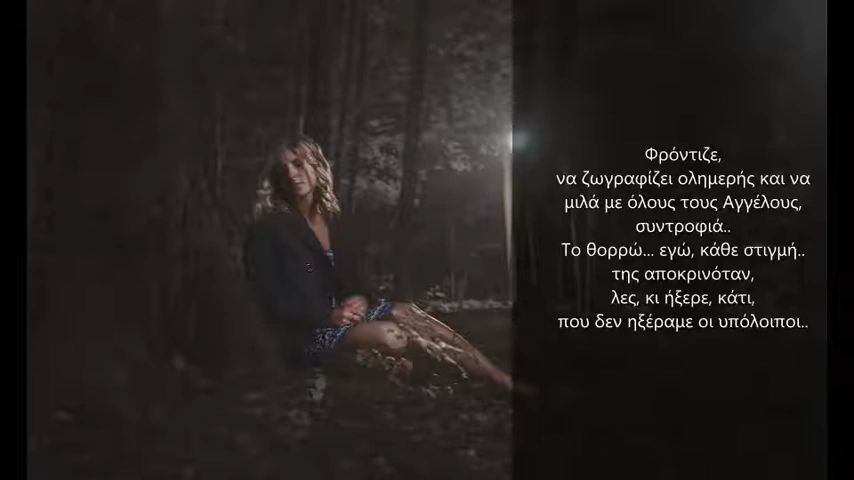 Φρόντιζε,
να ζωγραφίζει ολημερής και να
μιλά με όλους τους Αγγέλους,
συντροφιά..
Το θορρώ... εγώ, κάθε στιγμή..
της αποκρινόταν,
λες, κι ήξερε, κάτι,
που δεν ηξέραμε οι υπόλοιποι..